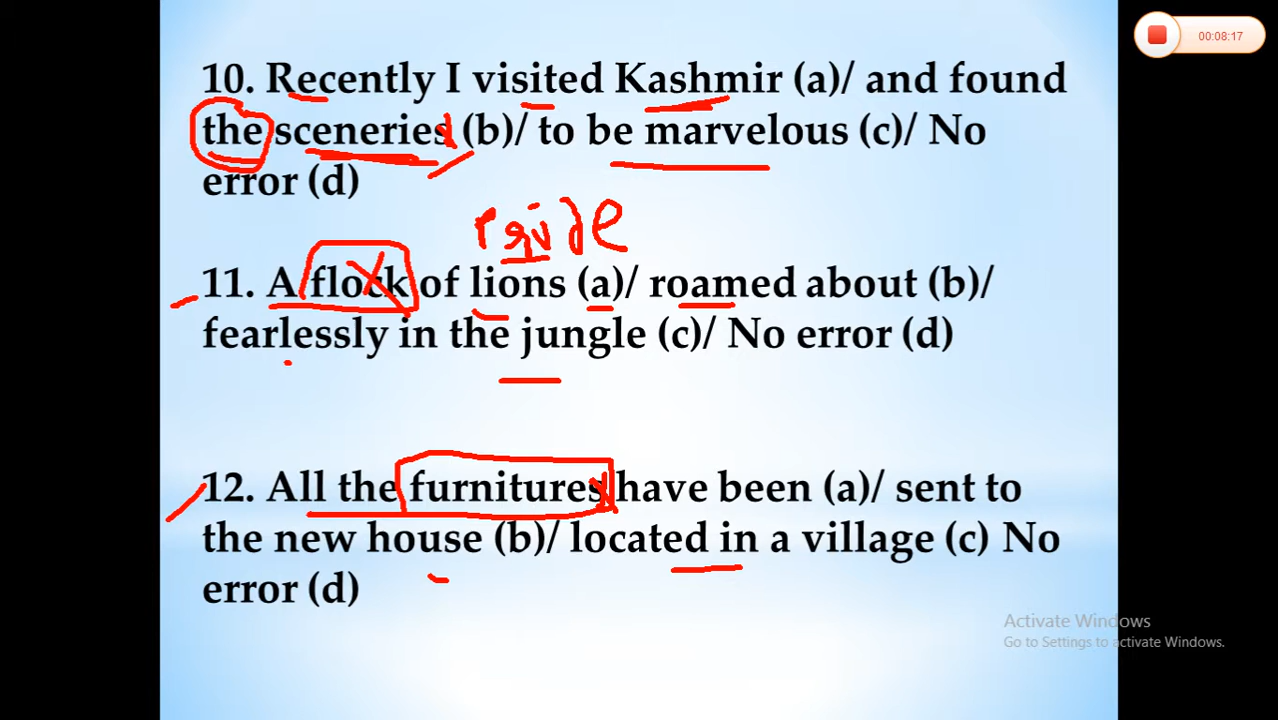 00:08:17
10. Recently I visited Kashmir (a)/ and found
the sceneries (b)/ to be marvelous (c)/ No
error (d)
pride
11. A flock of lions (a)/ roamed about (b)/
fearlessly in the jungle (c)/ No error (d)
12. All the furnitures have been (a)/ sent to
the new house (b)/ located in a village (c) No
error (d)
Activate Windows
Go to Settings to activate Windows.